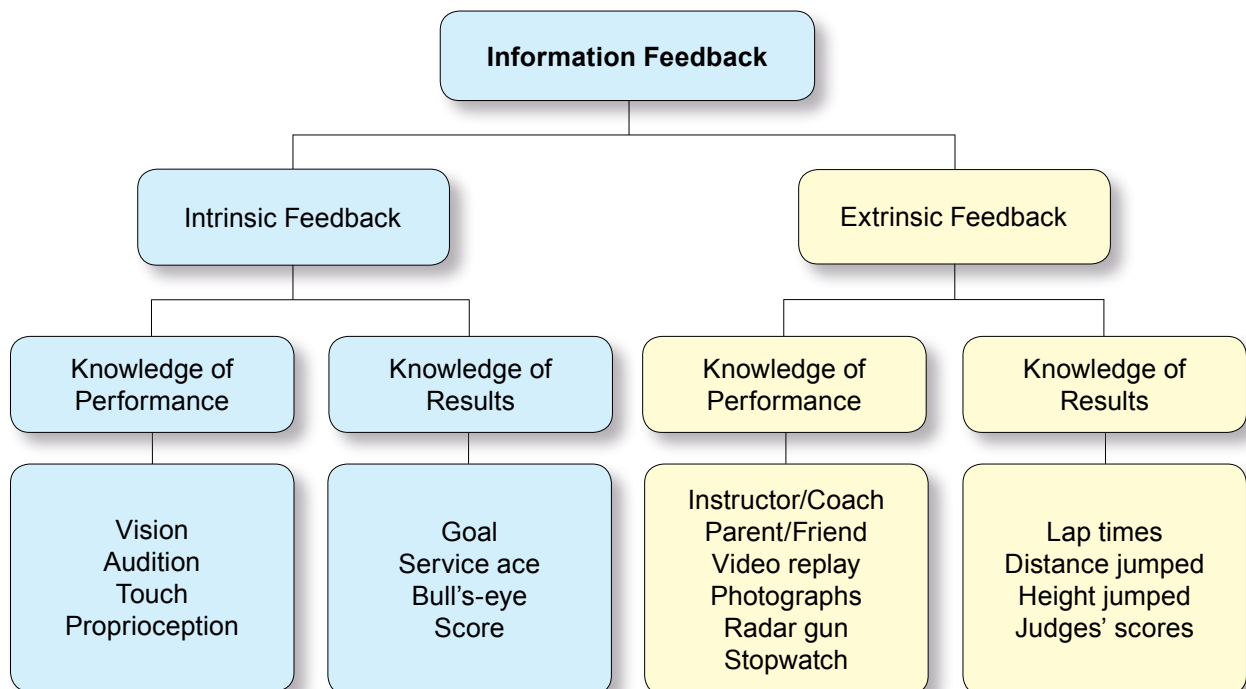 Information Feedback
Intrinsic Feedback
Extrinsic Feedback
Knowledge of
Performance
Knowledge of
Results
Knowledge of
Performance
Knowledge of
Results
Vision
Audition
Touch
Proprioception
Goal
Service ace
Bull’s-eye
Score
Instructor/Coach
Parent/Friend
Video replay
Photographs
Radar gun
Stopwatch
Lap times
Distance jumped
Height jumped
Judges’ scores